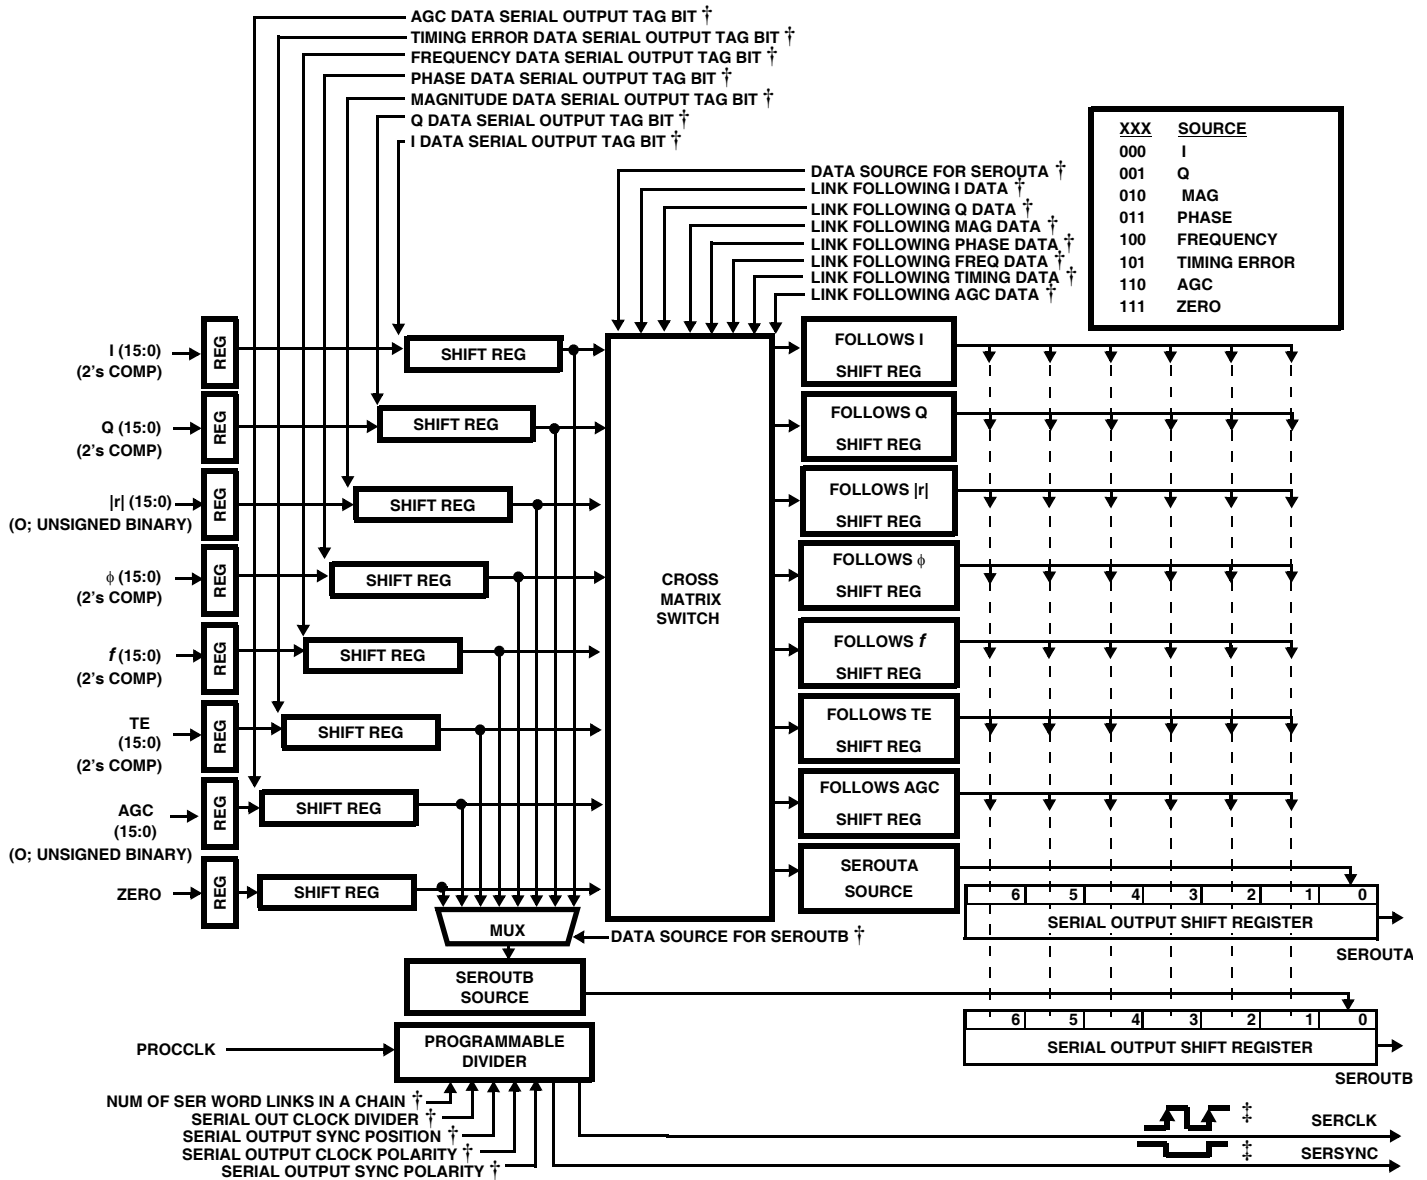 AGC DATA SERIAL OUTPUT TAG BIT †
TIMING ERROR DATA SERIAL OUTPUT TAG BIT †
FREQUENCY DATA SERIAL OUTPUT TAG BIT †
PHASE DATA SERIAL OUTPUT TAG BIT †
MAGNITUDE DATA SERIAL OUTPUT TAG BIT †
Q DATA SERIAL OUTPUT TAG BIT †
I DATA SERIAL OUTPUT TAG BIT †
DATA SOURCE FOR SEROUTA †
LINK FOLLOWING I DATA †
LINK FOLLOWING Q DATA †
LINK FOLLOWING MAG DATA †
LINK FOLLOWING PHASE DATA †
LINK FOLLOWING FREQ DATA †
LINK FOLLOWING TIMING DATA †
LINK FOLLOWING AGC DATA †
XXX SOURCE
000 I
001 Q
010 MAG
011 PHASE
100 FREQUENCY
101 TIMING ERROR
110 AGC
111 ZERO
I (15:0)
(2's COMP)
REG
SHIFT REG
FOLLOWS I
SHIFT REG
Q (15:0)
(2's COMP)
REG
SHIFT REG
FOLLOWS Q
SHIFT REG
|r| (15:0)
(O; UNSIGNED BINARY)
REG
SHIFT REG
FOLLOWS |r|
SHIFT REG
ϕ (15:0)
(2's COMP)
REG
SHIFT REG
CROSS
MATRIX
SWITCH
FOLLOWS ϕ
SHIFT REG
f (15:0)
(2's COMP)
REG
SHIFT REG
FOLLOWS f
SHIFT REG
TE
(15:0)
(2's COMP)
REG
SHIFT REG
FOLLOWS TE
SHIFT REG
AGC
(15:0)
(O; UNSIGNED BINARY)
REG
SHIFT REG
FOLLOWS AGC
SHIFT REG
ZERO
REG
SHIFT REG
SEROUTA
SOURCE
6 5 4 3 2 1 0
SERIAL OUTPUT SHIFT REGISTER
SEROUTA
MUX
DATA SOURCE FOR SEROUTB †
SEROUTB
SOURCE
6 5 4 3 2 1 0
SERIAL OUTPUT SHIFT REGISTER
SEROUTB
PROCCLK
PROGRAMMABLE
DIVIDER
NUM OF SER WORD LINKS IN A CHAIN †
SERIAL OUT CLOCK DIVIDER †
SERIAL OUTPUT SYNC POSITION †
SERIAL OUTPUT CLOCK POLARITY †
SERIAL OUTPUT SYNC POLARITY †
‡ SERCLK
‡ SERSYNC